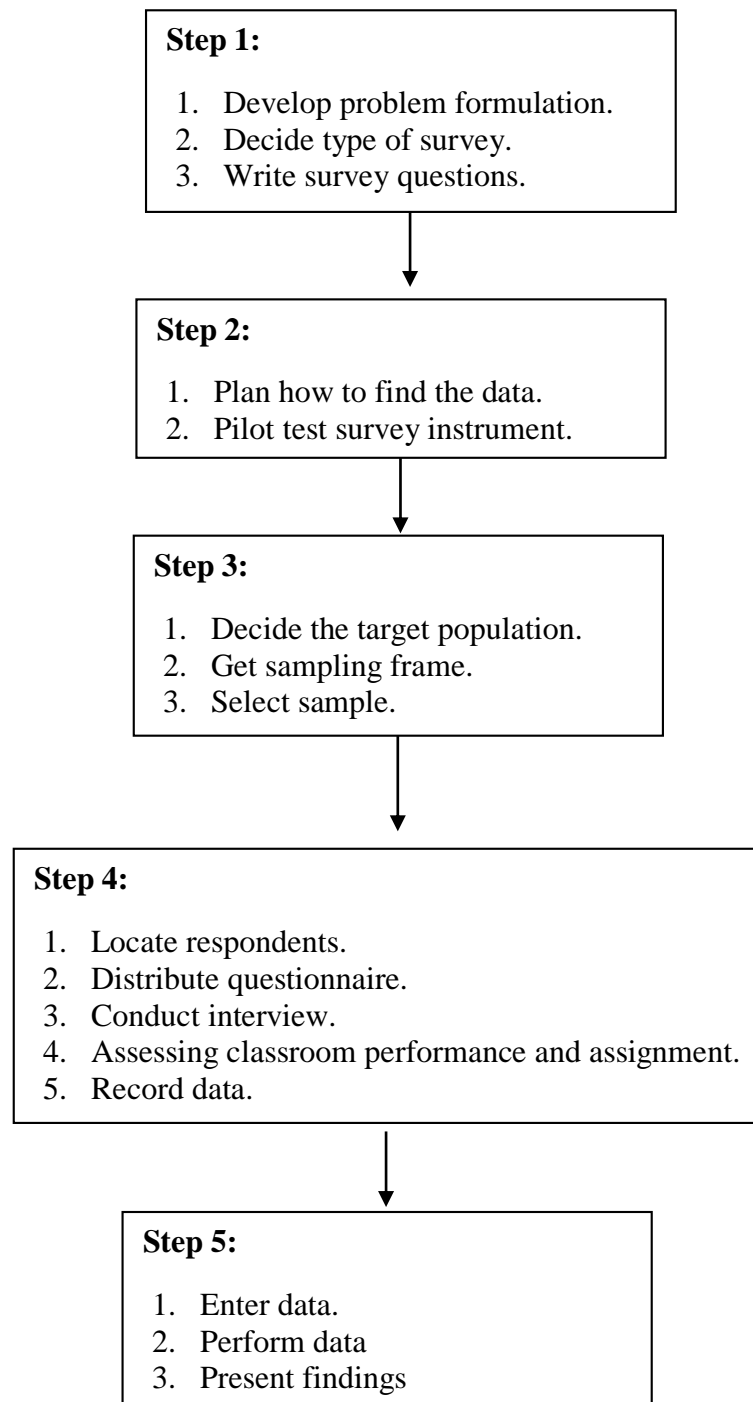 Step 1:
1. Develop problem formulation.
2. Decide type of survey.
3. Write survey questions.
Step 2:
1. Plan how to find the data.
2. Pilot test survey instrument.
Step 3:
1. Decide the target population.
2. Get sampling frame.
3. Select sample.
Step 4:
1. Locate respondents.
2. Distribute questionnaire.
3. Conduct interview.
4. Assessing classroom performance and assignment.
5. Record data.
Step 5:
1. Enter data.
2. Perform data
3. Present findings